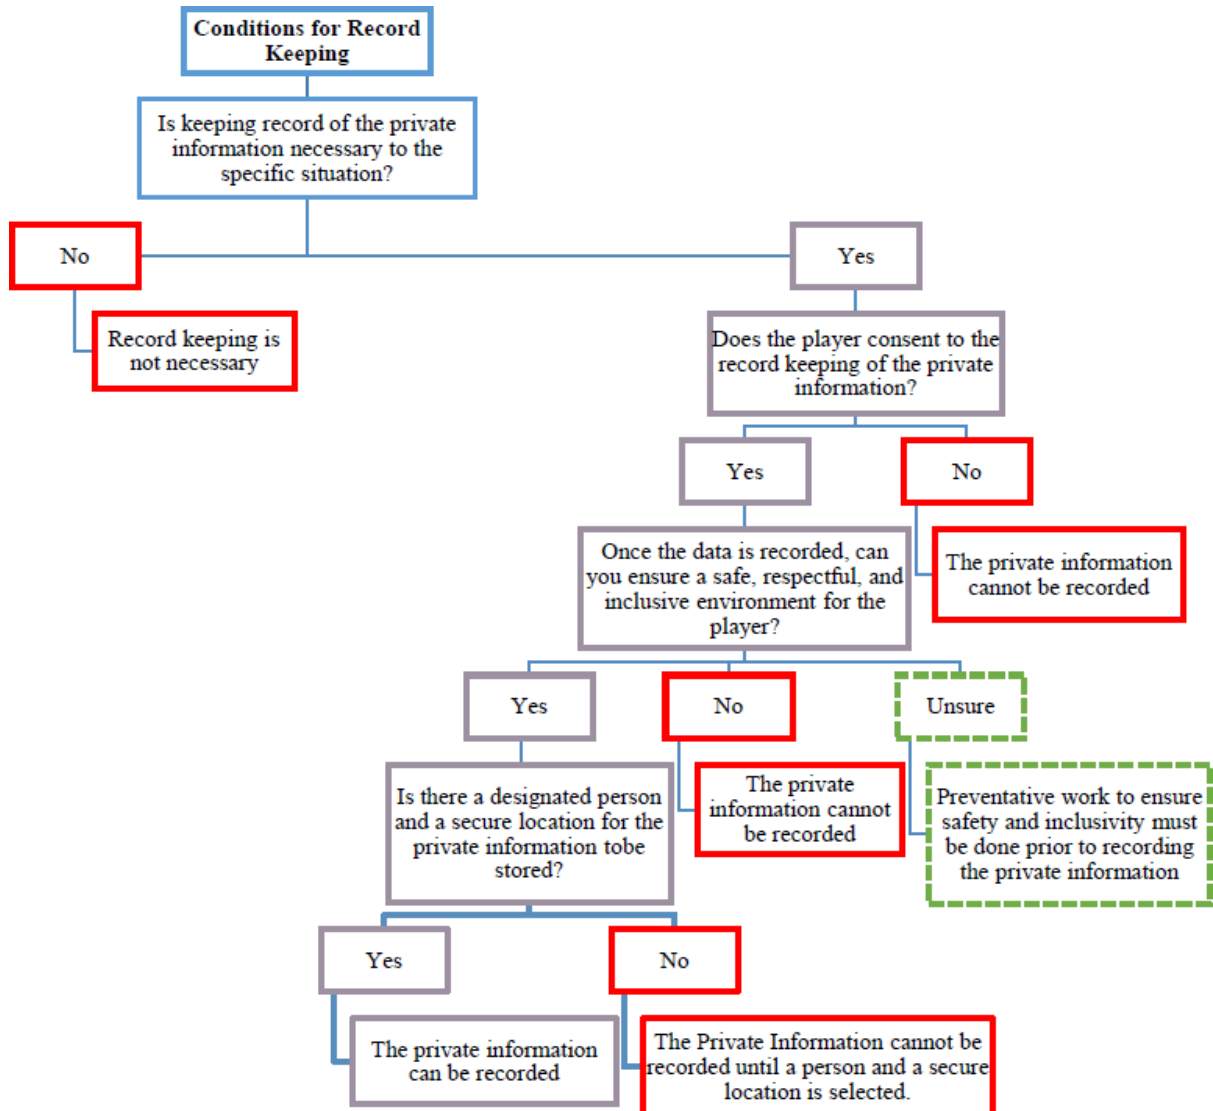 Conditions for Record
Keeping
Is keeping record of the private
information necessary to the
specific situation?
No
Yes
Record keeping is
not necessary
Does the player consent to the
record keeping of the private
information?
Yes
No
Once the data is recorded, can
you ensure a safe, respectful, and
inclusive environment for the
player?
The private information
cannot be recorded
Yes
No
Unsure
Is there a designated person
and a secure location for the
private information tobe
stored?
The private
information cannot
be recorded
Preventative work to ensure
safety and inclusivity must
be done prior to recording
the private information
Yes
No
The private information
can be recorded
The Private Information cannot be
recorded until a person and a secure
location is selected.